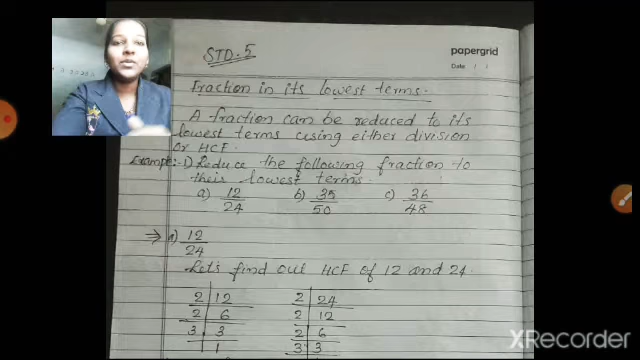 STD. 5
papergrid
Date / /
Fraction in its lowest terms.
A fraction can be reduced to its
lowest terms using either division
or HCF.
Example:-1) Reduce the following fraction to
their lowest terms.
a) 12/24 b) 35/50 c) 36/48
⇒ a) 12/24
Let's find out HCF of 12 and 24.
2 | 12 2 | 24
2 | 6 2 | 12
3 | 3 2 | 6
1 3 | 3
XRecorder